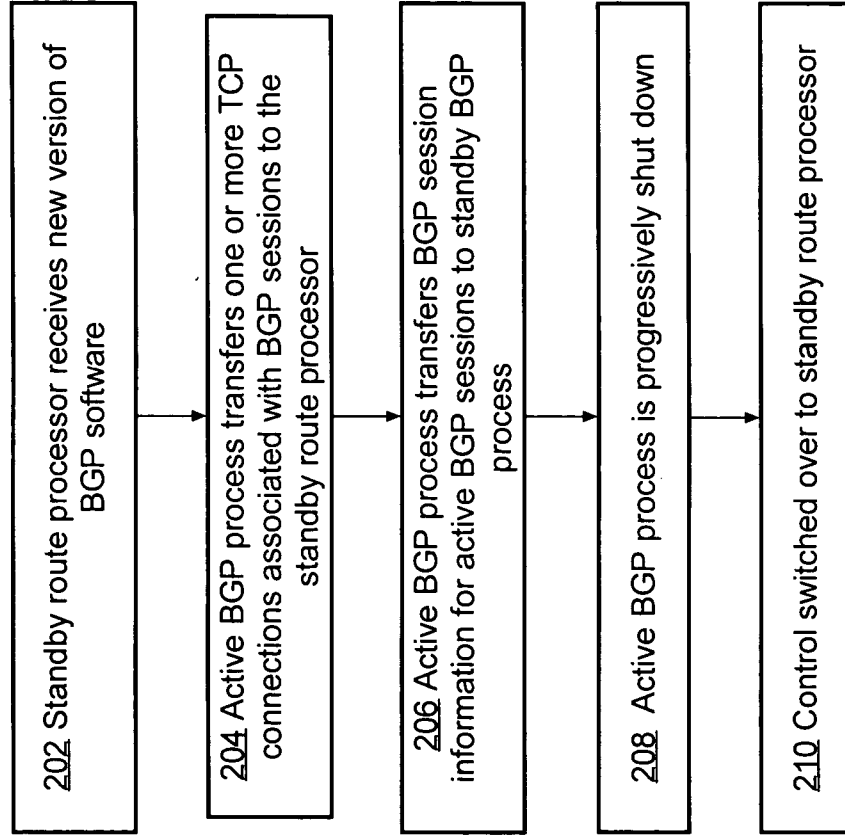 202 Standby route processor receives new version of
BGP software
204 Active BGP process transfers one or more TCP
connections associated with BGP sessions to the
standby route processor
206 Active BGP process transfers BGP session
information for active BGP sessions to standby BGP
process
208 Active BGP process is progressively shut down
210 Control switched over to standby route processor